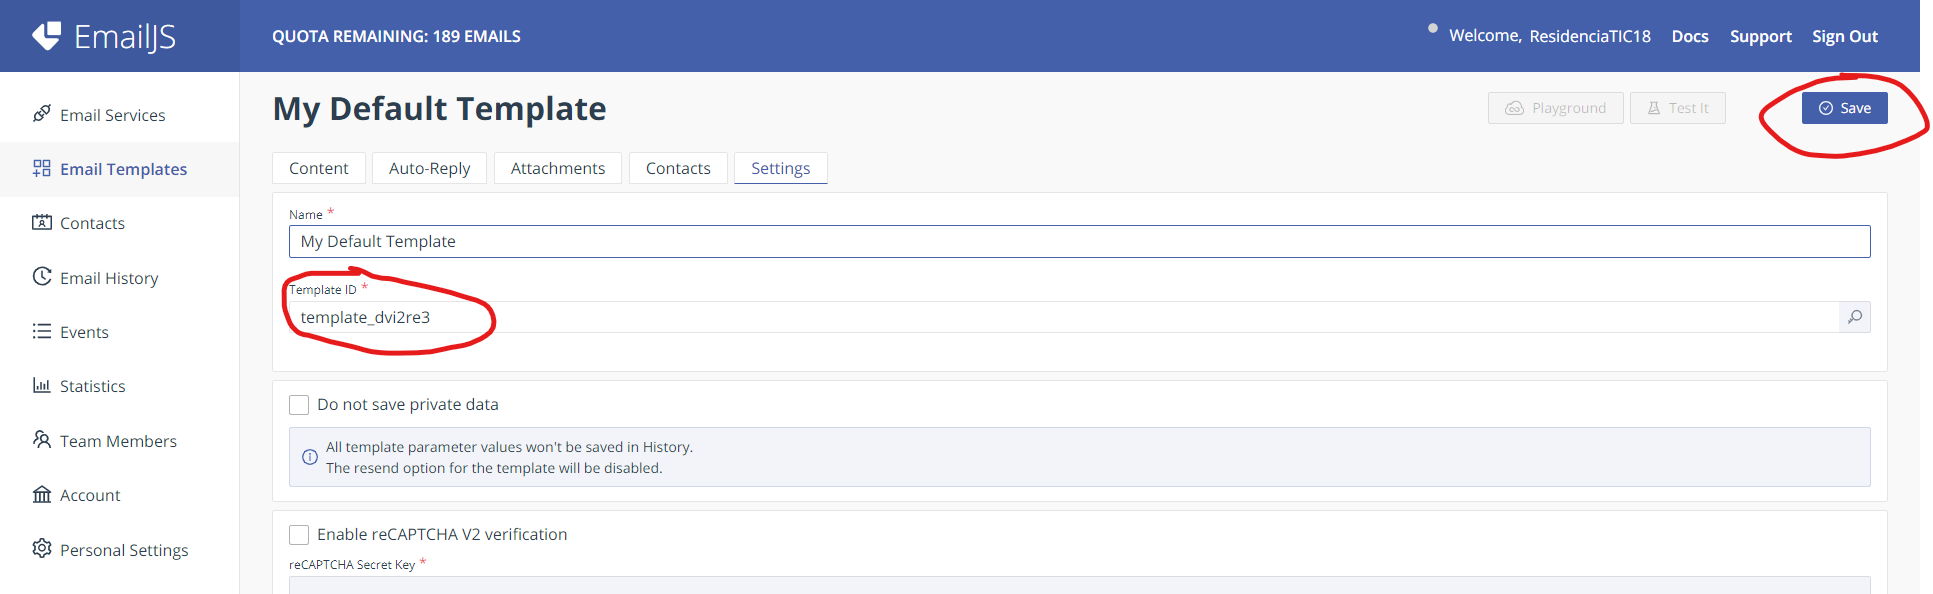 EmailJS
QUOTA REMAINING: 189 EMAILS
Welcome, ResidenciaTIC18
Docs
Support
Sign Out
Email Services
Email Templates
Contacts
Email History
Events
Statistics
Team Members
Account
Personal Settings
My Default Template
Playground
Test It
Save
Content
Auto-Reply
Attachments
Contacts
Settings
Name *
My Default Template
Template ID *
template_dvi2re3
Do not save private data
All template parameter values won't be saved in History.
The resend option for the template will be disabled.
Enable reCAPTCHA V2 verification
reCAPTCHA Secret Key *